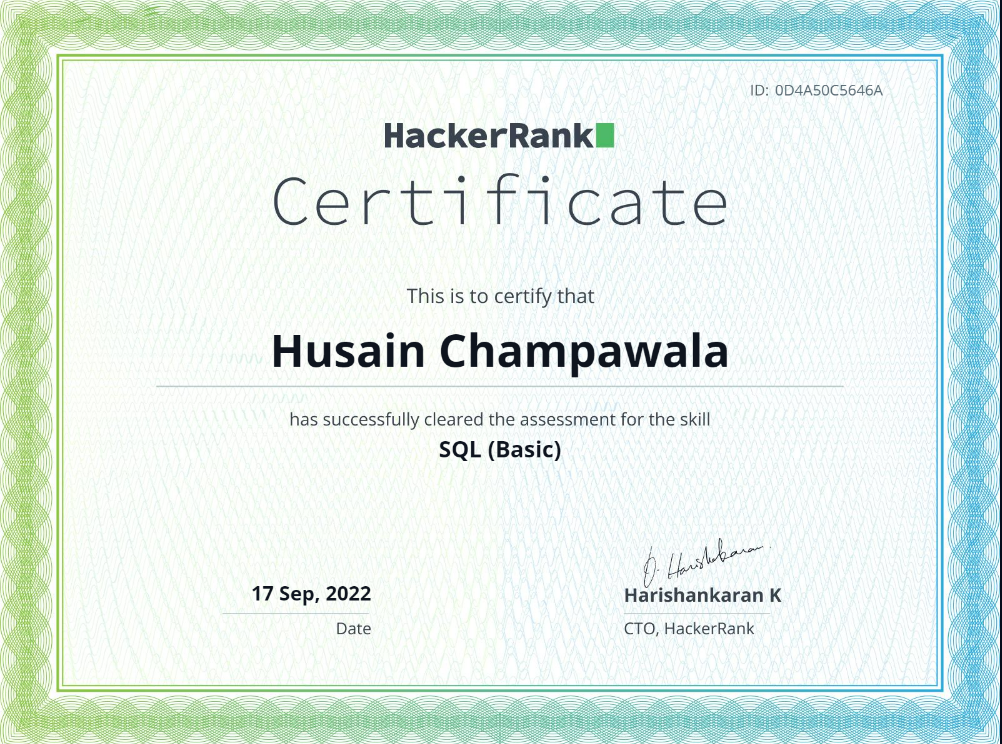 ID: 0D4A50C5646A
HackerRank
Certificate
This is to certify that
Husain Champawala
has successfully cleared the assessment for the skill
SQL (Basic)
17 Sep, 2022
Date
Harishankaran K
CTO, HackerRank